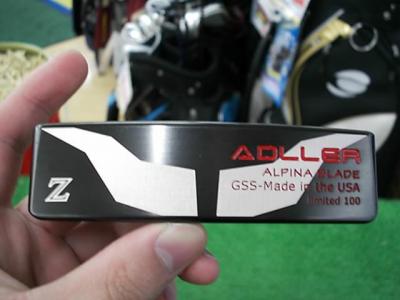 ADLLER
ALPINA BLADE
GSS-Made in the USA
Limited 100
Z